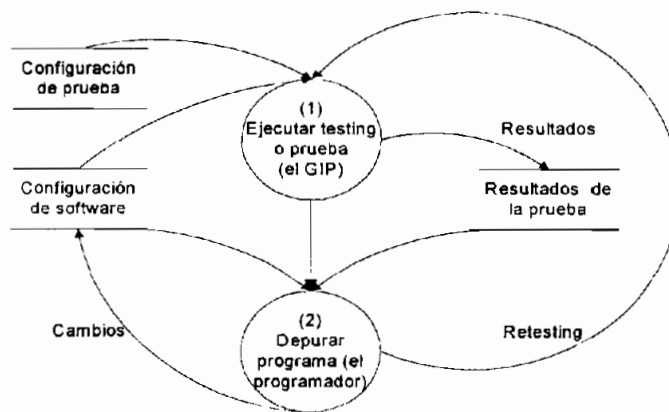 Configuración
de prueba
(1)
Ejecutar testing
o prueba
(el GIP)
Resultados
Configuración
de software
Resultados de
la prueba
Cambios
(2)
Depurar
programa (el
programador)
Retesting